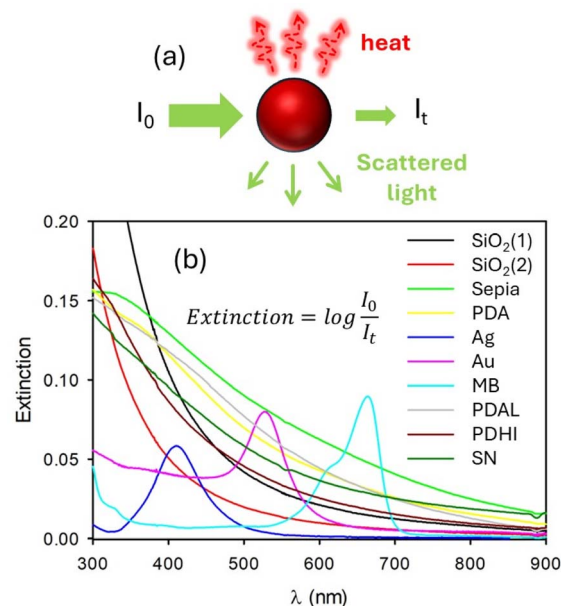 heat
(a)
I₀
Iₜ
Scattered
light
0.20
0.15
0.10
0.05
0.00
Extinction
(b)
Extinction = log I₀/Iₜ
SiO₂(1)
SiO₂(2)
Sepia
PDA
Ag
Au
MB
PDAL
PDHI
SN
300 400 500 600 700 800 900
λ (nm)